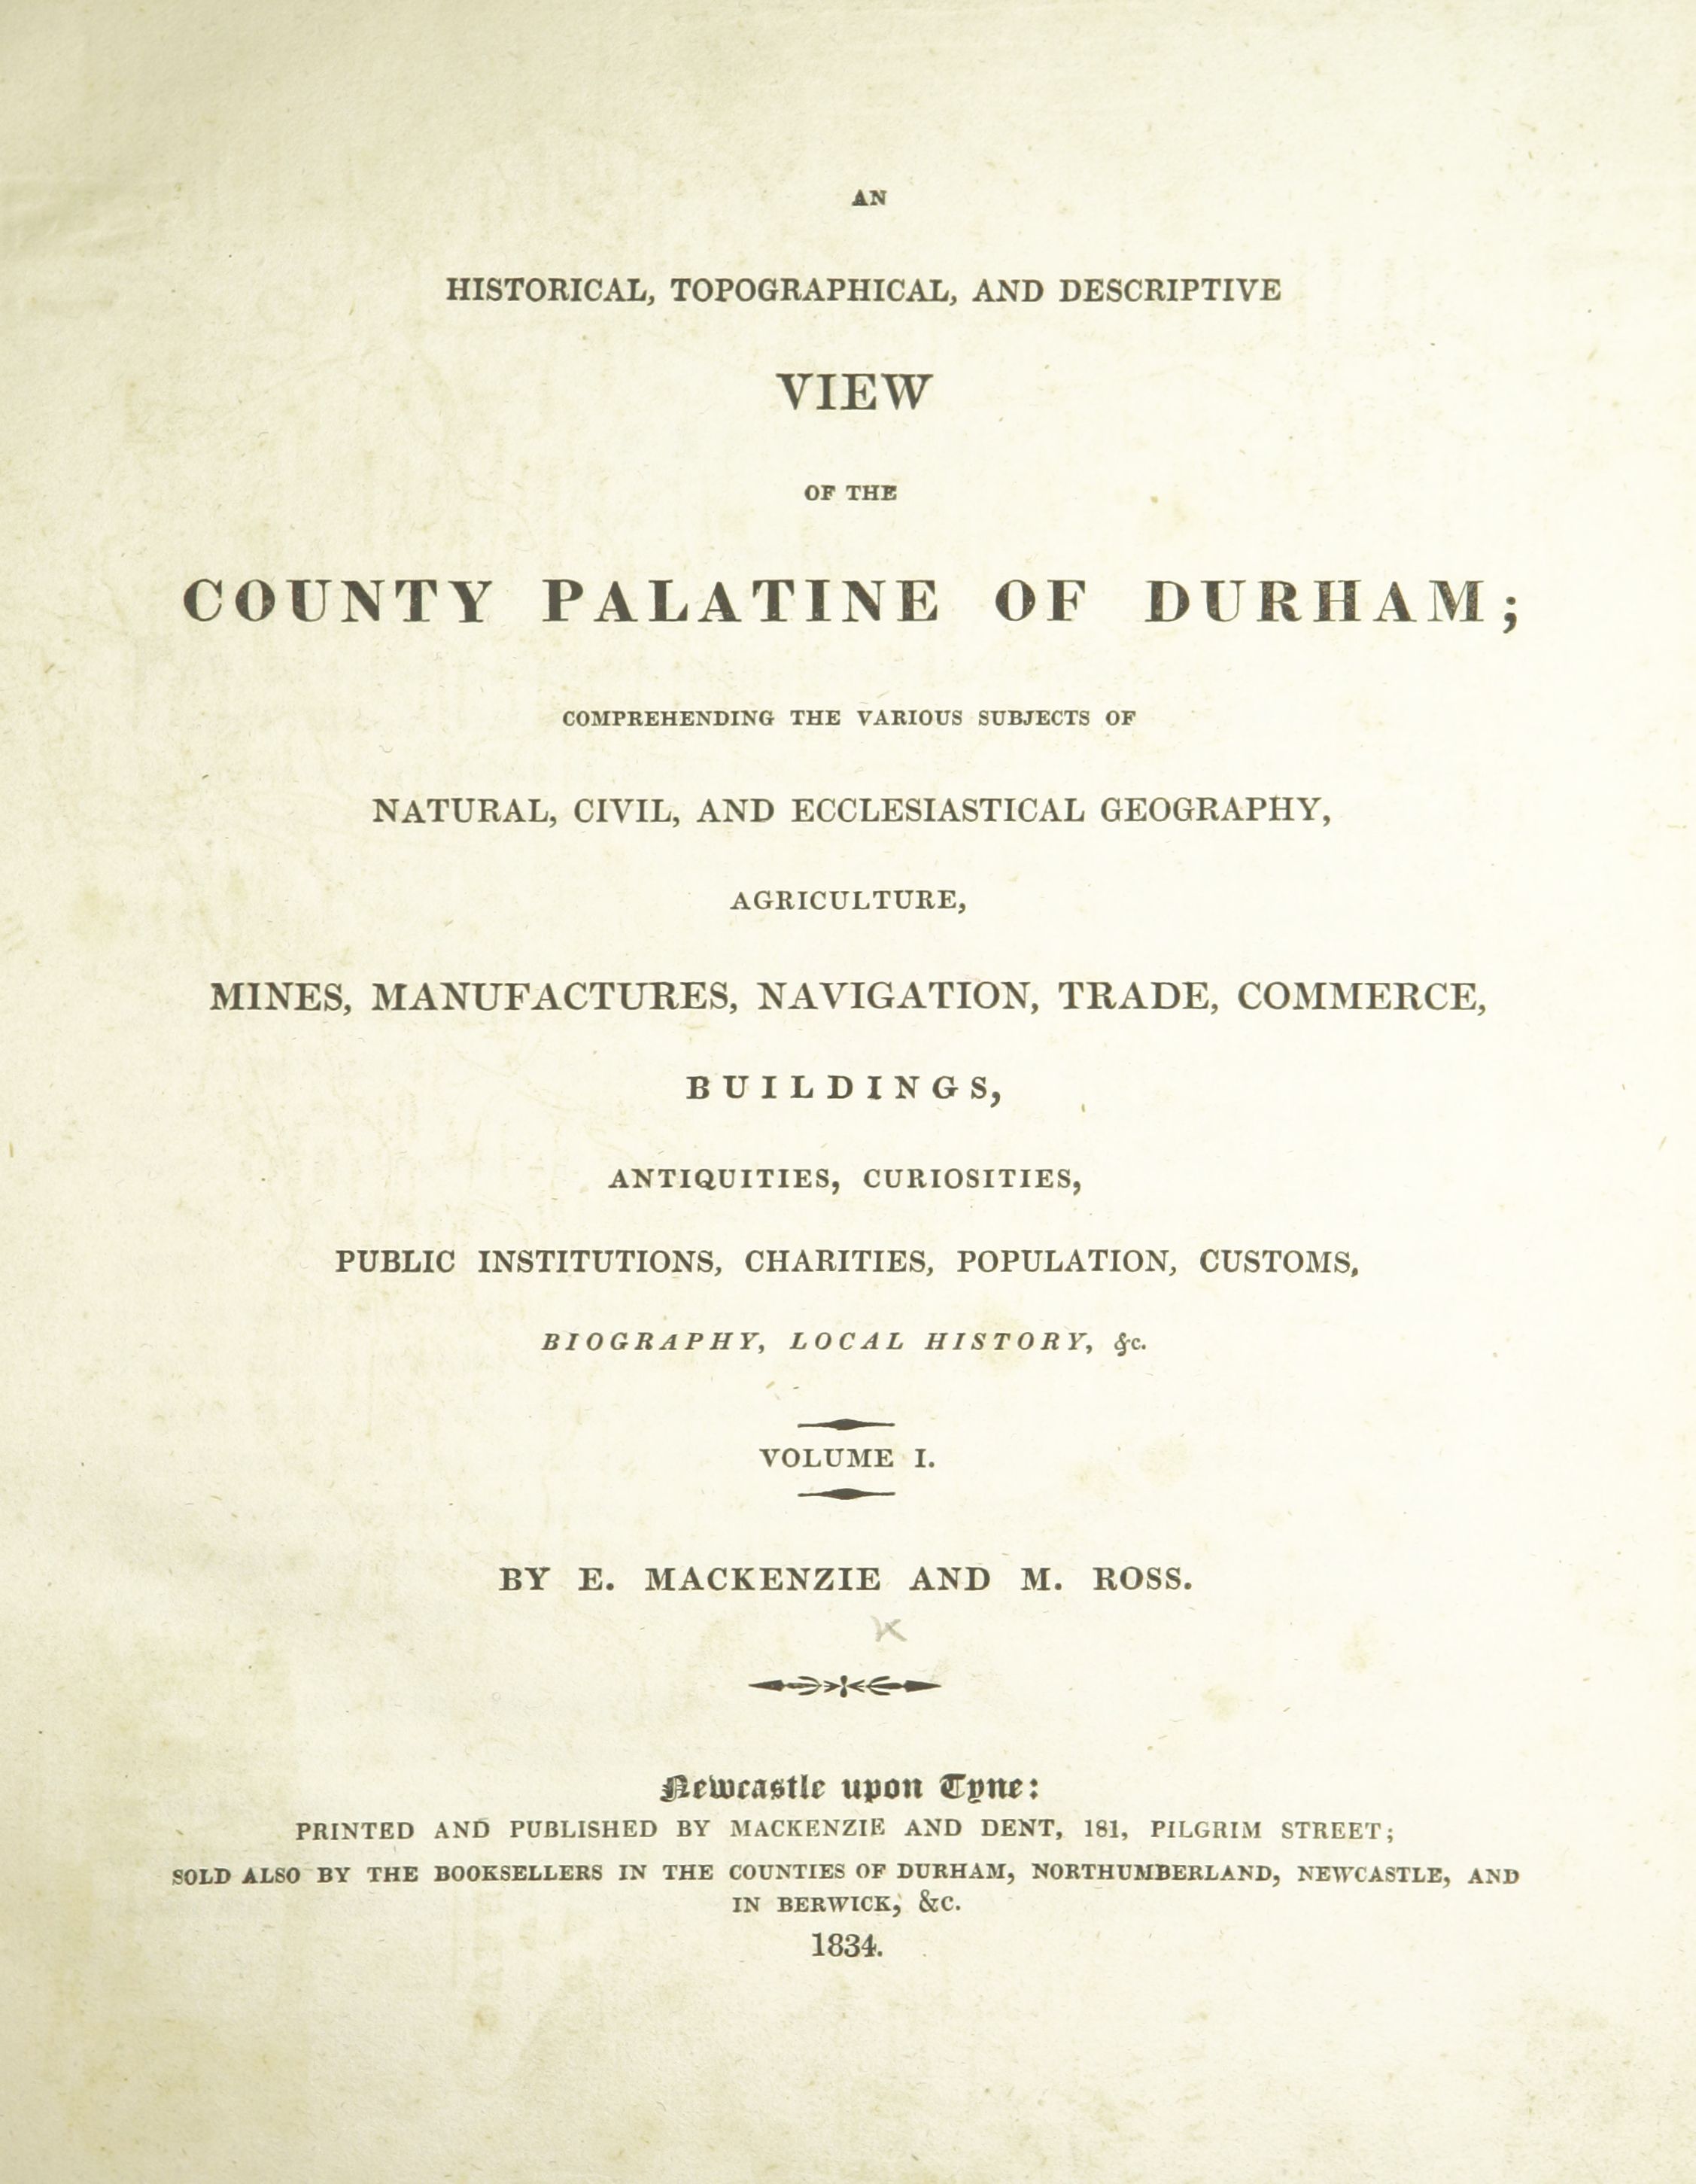 AN
HISTORICAL, TOPOGRAPHICAL, AND DESCRIPTIVE
VIEW
OF THE
COUNTY PALATINE OF DURHAM;
COMPREHENDING THE VARIOUS SUBJECTS OF
NATURAL, CIVIL, AND ECCLESIASTICAL GEOGRAPHY,
AGRICULTURE,
MINES, MANUFACTURES, NAVIGATION, TRADE, COMMERCE,
BUILDINGS,
ANTIQUITIES, CURIOSITIES,
PUBLIC INSTITUTIONS, CHARITIES, POPULATION, CUSTOMS,
BIOGRAPHY, LOCAL HISTORY, &c.
VOLUME I.
BY E. MACKENZIE AND M. ROSS.
K
Newcastle upon Tyne:
PRINTED AND PUBLISHED BY MACKENZIE AND DENT, 181, PILGRIM STREET;
SOLD ALSO BY THE BOOKSELLERS IN THE COUNTIES OF DURHAM, NORTHUMBERLAND, NEWCASTLE, AND
IN BERWICK, &C.
1834.